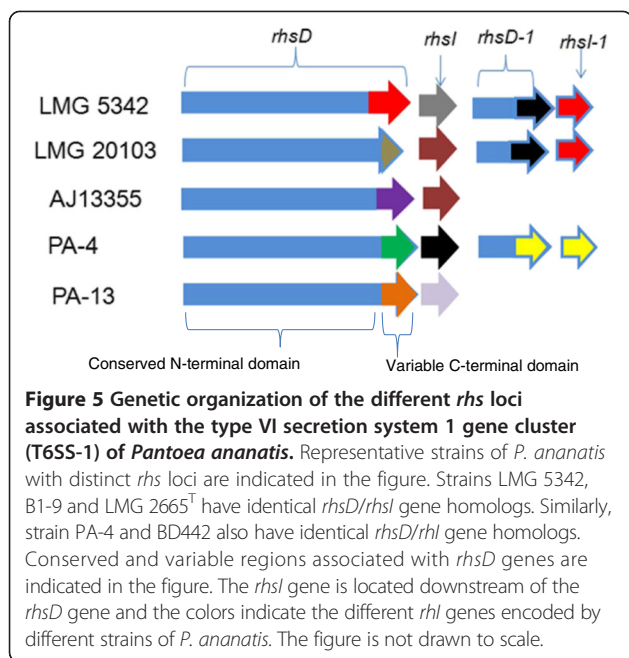 rhsD
rhsI
rhsD-1
rhsI-1
LMG 5342
LMG 20103
AJ13355
PA-4
PA-13
Conserved N-terminal domain
Variable C-terminal domain
Figure 5 Genetic organization of the different rhs loci
associated with the type VI secretion system 1 gene cluster
(T6SS-1) of Pantoea ananatis. Representative strains of P. ananatis
with distinct rhs loci are indicated in the figure. Strains LMG 5342,
B1-9 and LMG 2665T have identical rhsD/rhsI gene homologs. Similarly,
strain PA-4 and BD442 also have identical rhsD/rhI gene homologs.
Conserved and variable regions associated with rhsD genes are
indicated in the figure. The rhsI gene is located downstream of the
rhsD gene and the colors indicate the different rhI genes encoded by
different strains of P. ananatis. The figure is not drawn to scale.